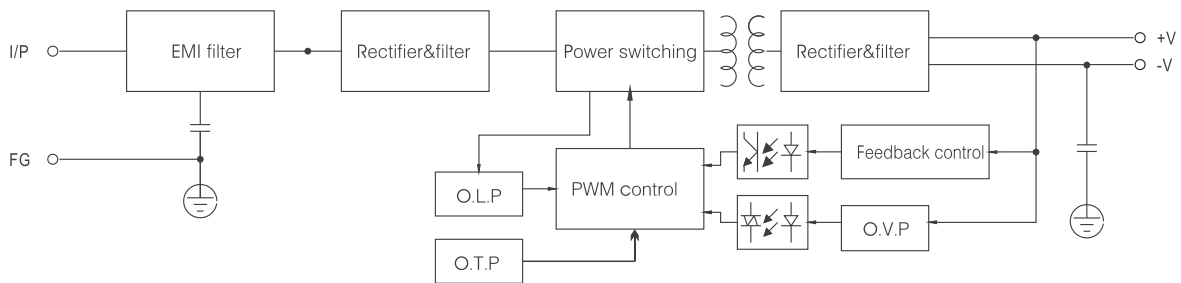 I/P
EMI filter
Rectifier&filter
Power switching
Rectifier&filter
+V
-V
FG
O.L.P
PWM control
Feedback control
O.V.P
O.T.P